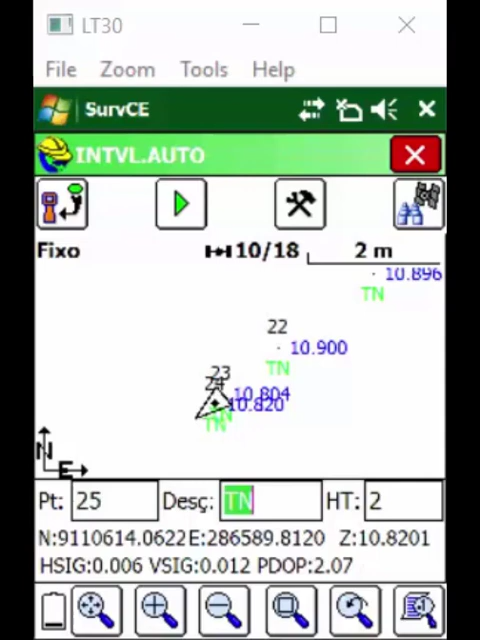 LT30
File Zoom Tools Help
SurvCE
INTVL.AUTO
Fixo 10/18 2 m
10.896
TN
22
10.900
TN
23
24
10.804
10.820
TN
TN
N
E
Pt: 25 Desç: TN HT: 2
N:9110614.0622 E:286589.8120 Z:10.8201
HSIG:0.006 VSIG:0.012 PDOP:2.07